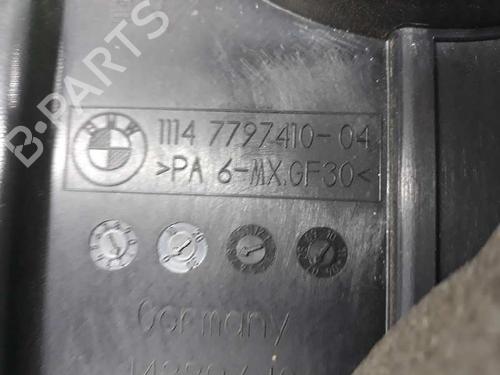 B-PARTS
BMW
1114 7797410-04
>PA 6-MX.GF30<
Germany